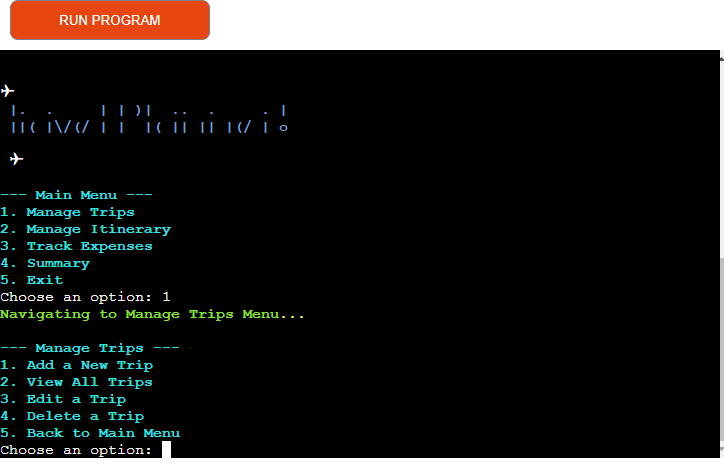 RUN PROGRAM
--- Main Menu ---
1. Manage Trips
2. Manage Itinerary
3. Track Expenses
4. Summary
5. Exit
Choose an option: 1
Navigating to Manage Trips Menu...
--- Manage Trips ---
1. Add a New Trip
2. View All Trips
3. Edit a Trip
4. Delete a Trip
5. Back to Main Menu
Choose an option: